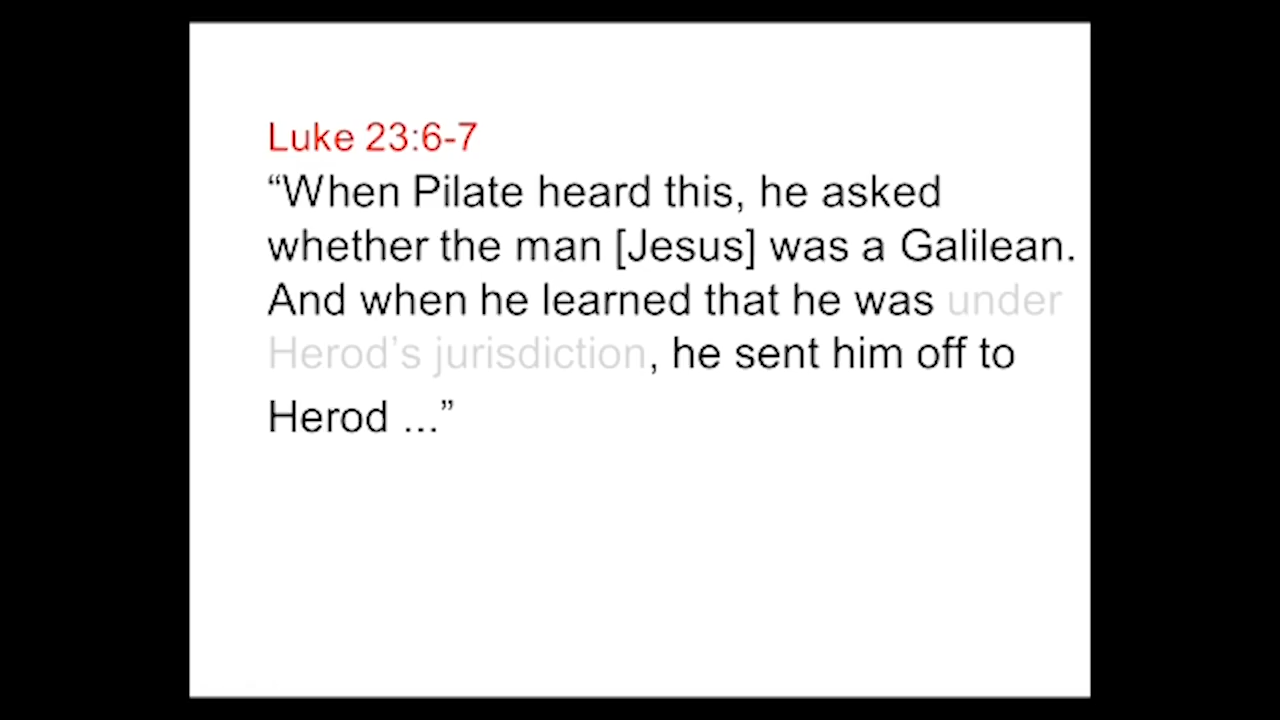 Luke 23:6-7
“When Pilate heard this, he asked
whether the man [Jesus] was a Galilean.
And when he learned that he was under
Herod’s jurisdiction, he sent him off to
Herod ...”